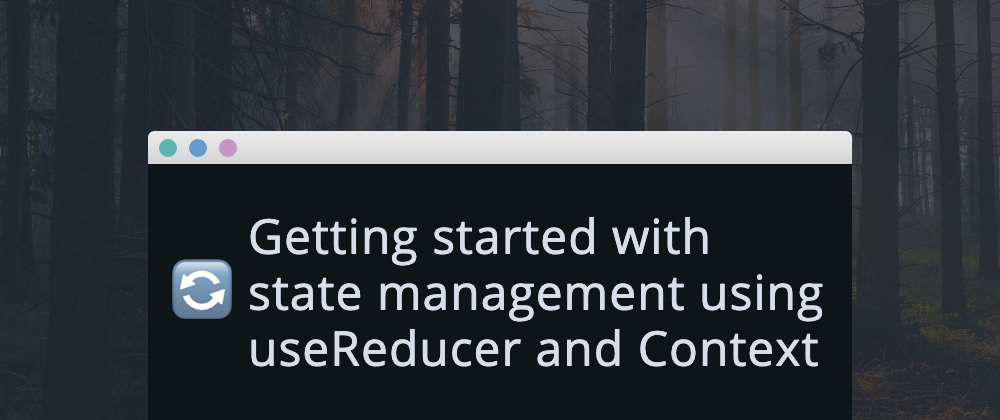 Getting started with
state management using
useReducer and Context